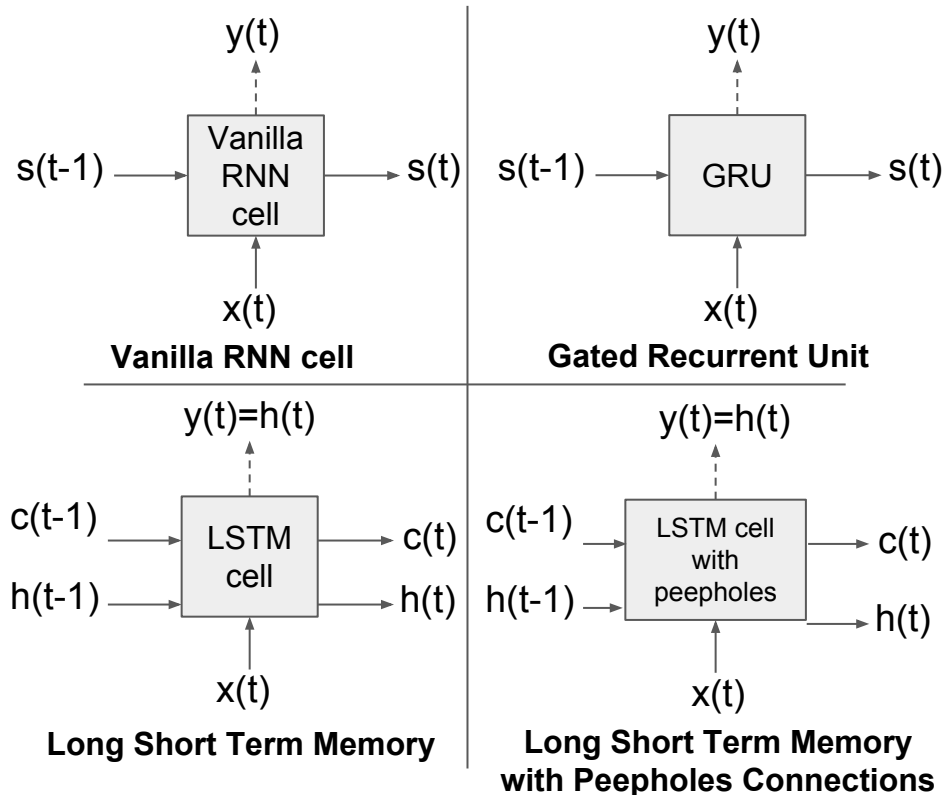 y(t)
s(t-1)
Vanilla
RNN
cell
s(t)
x(t)
Vanilla RNN cell
y(t)
s(t-1)
GRU
s(t)
x(t)
Gated Recurrent Unit
y(t)=h(t)
c(t-1)
h(t-1)
LSTM
cell
c(t)
h(t)
x(t)
Long Short Term Memory
y(t)=h(t)
c(t-1)
h(t-1)
LSTM cell
with
peepholes
c(t)
h(t)
x(t)
Long Short Term Memory
with Peepholes Connections